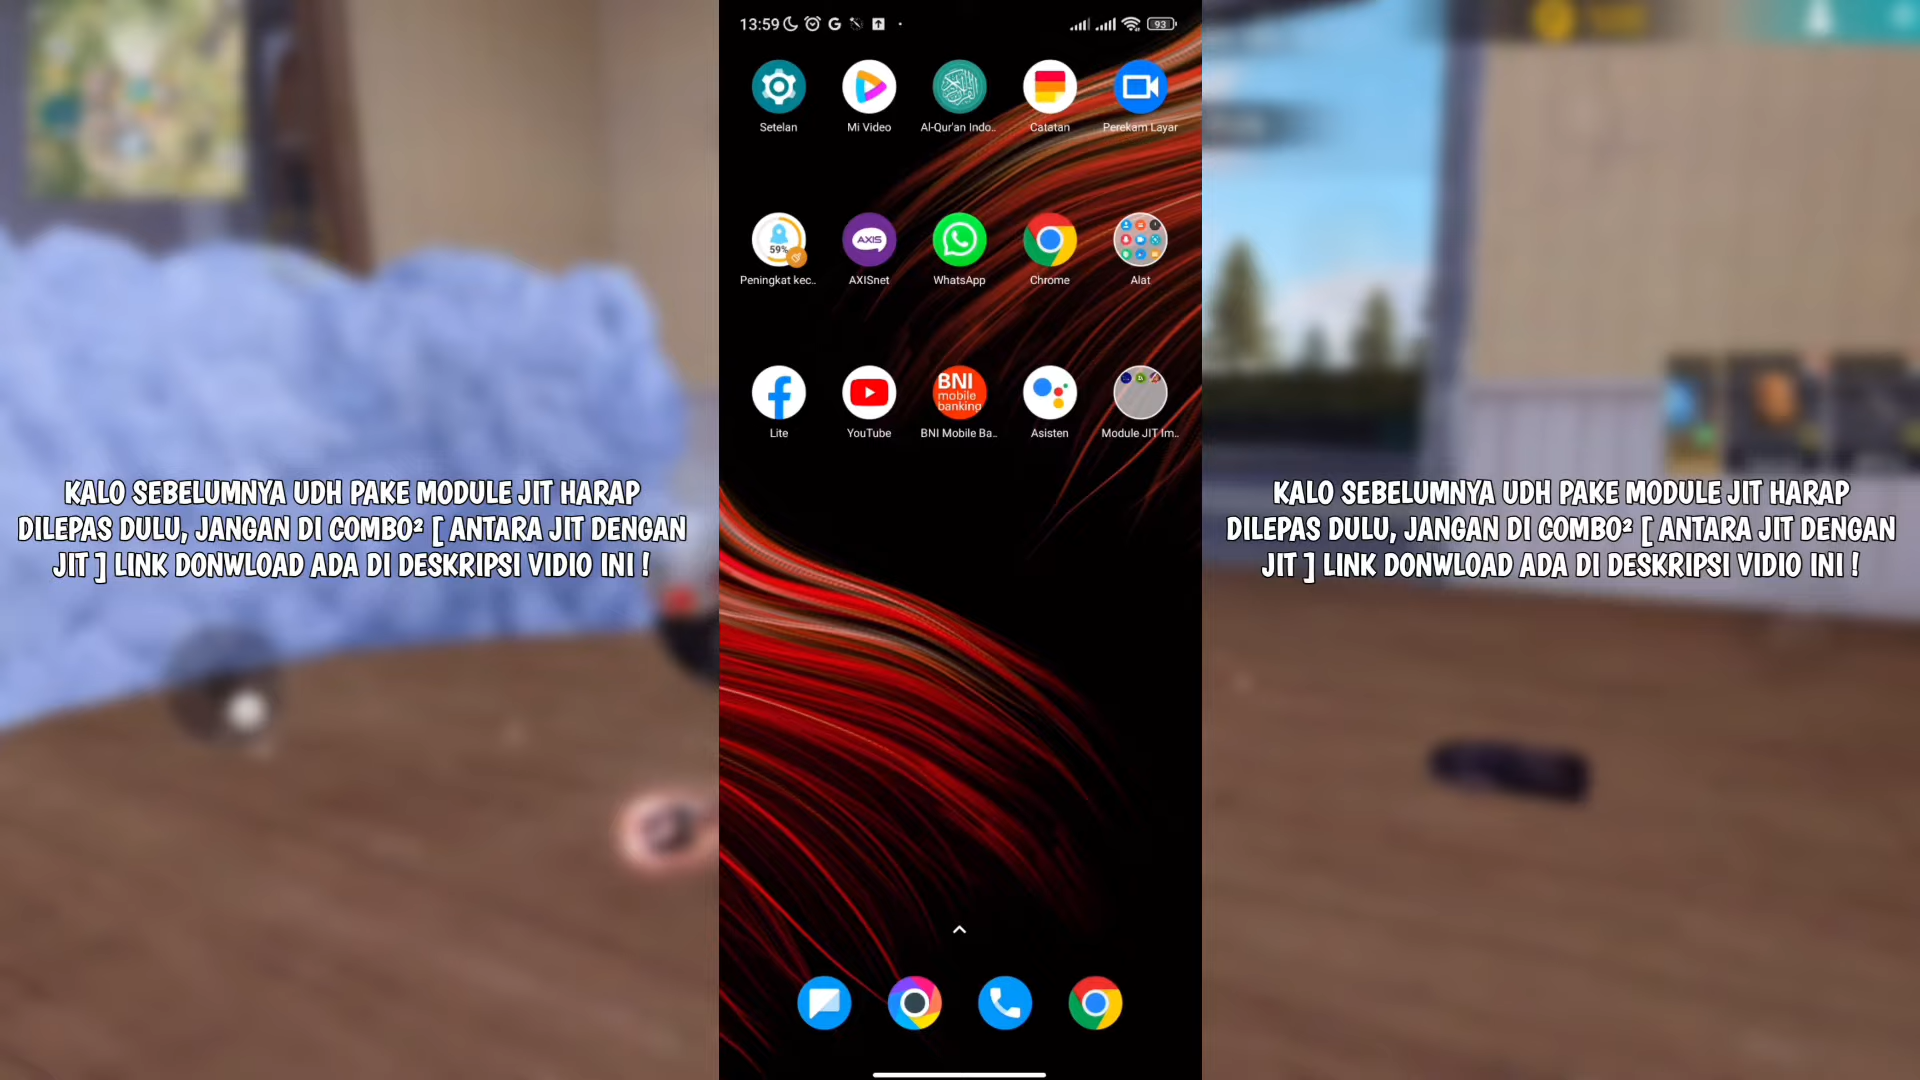 13:59
93
Setelan
Mi Video
Al-Qur'an Indo..
Catatan
Perekam Layar
59%
Peningkat kec..
AXIS
AXISnet
WhatsApp
Chrome
Alat
Lite
YouTube
BNI
mobile
banking
BNI Mobile Ba..
Asisten
Module JIT Im..
KALO SEBELUMNYA UDH PAKE MODULE JIT HARAP
DILEPAS DULU, JANGAN DI COMBO² [ ANTARA JIT DENGAN
JIT ] LINK DONWLOAD ADA DI DESKRIPSI VIDIO INI !
KALO SEBELUMNYA UDH PAKE MODULE JIT HARAP
DILEPAS DULU, JANGAN DI COMBO² [ ANTARA JIT DENGAN
JIT ] LINK DONWLOAD ADA DI DESKRIPSI VIDIO INI !